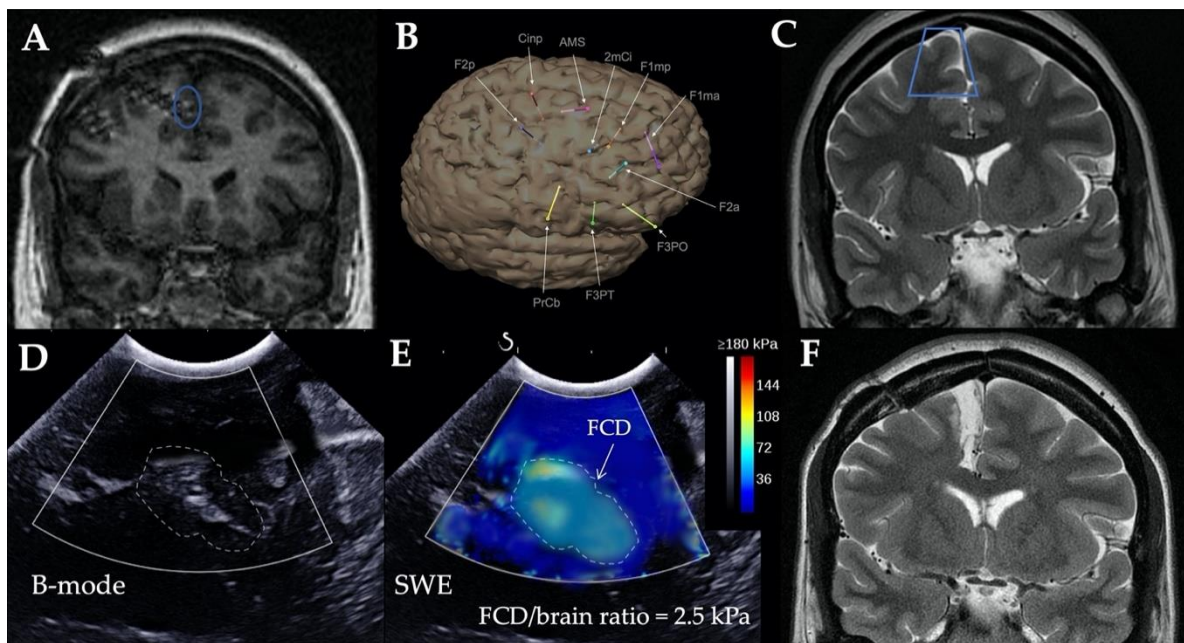 A
B
Cinp
AMS
2mCi
F1mp
F2p
F1ma
F2a
F3PO
PrCb
F3PT
C
D
B-mode
E
S
FCD
≥180 kPa
144
108
72
36
SWE
FCD/brain ratio = 2.5 kPa
F